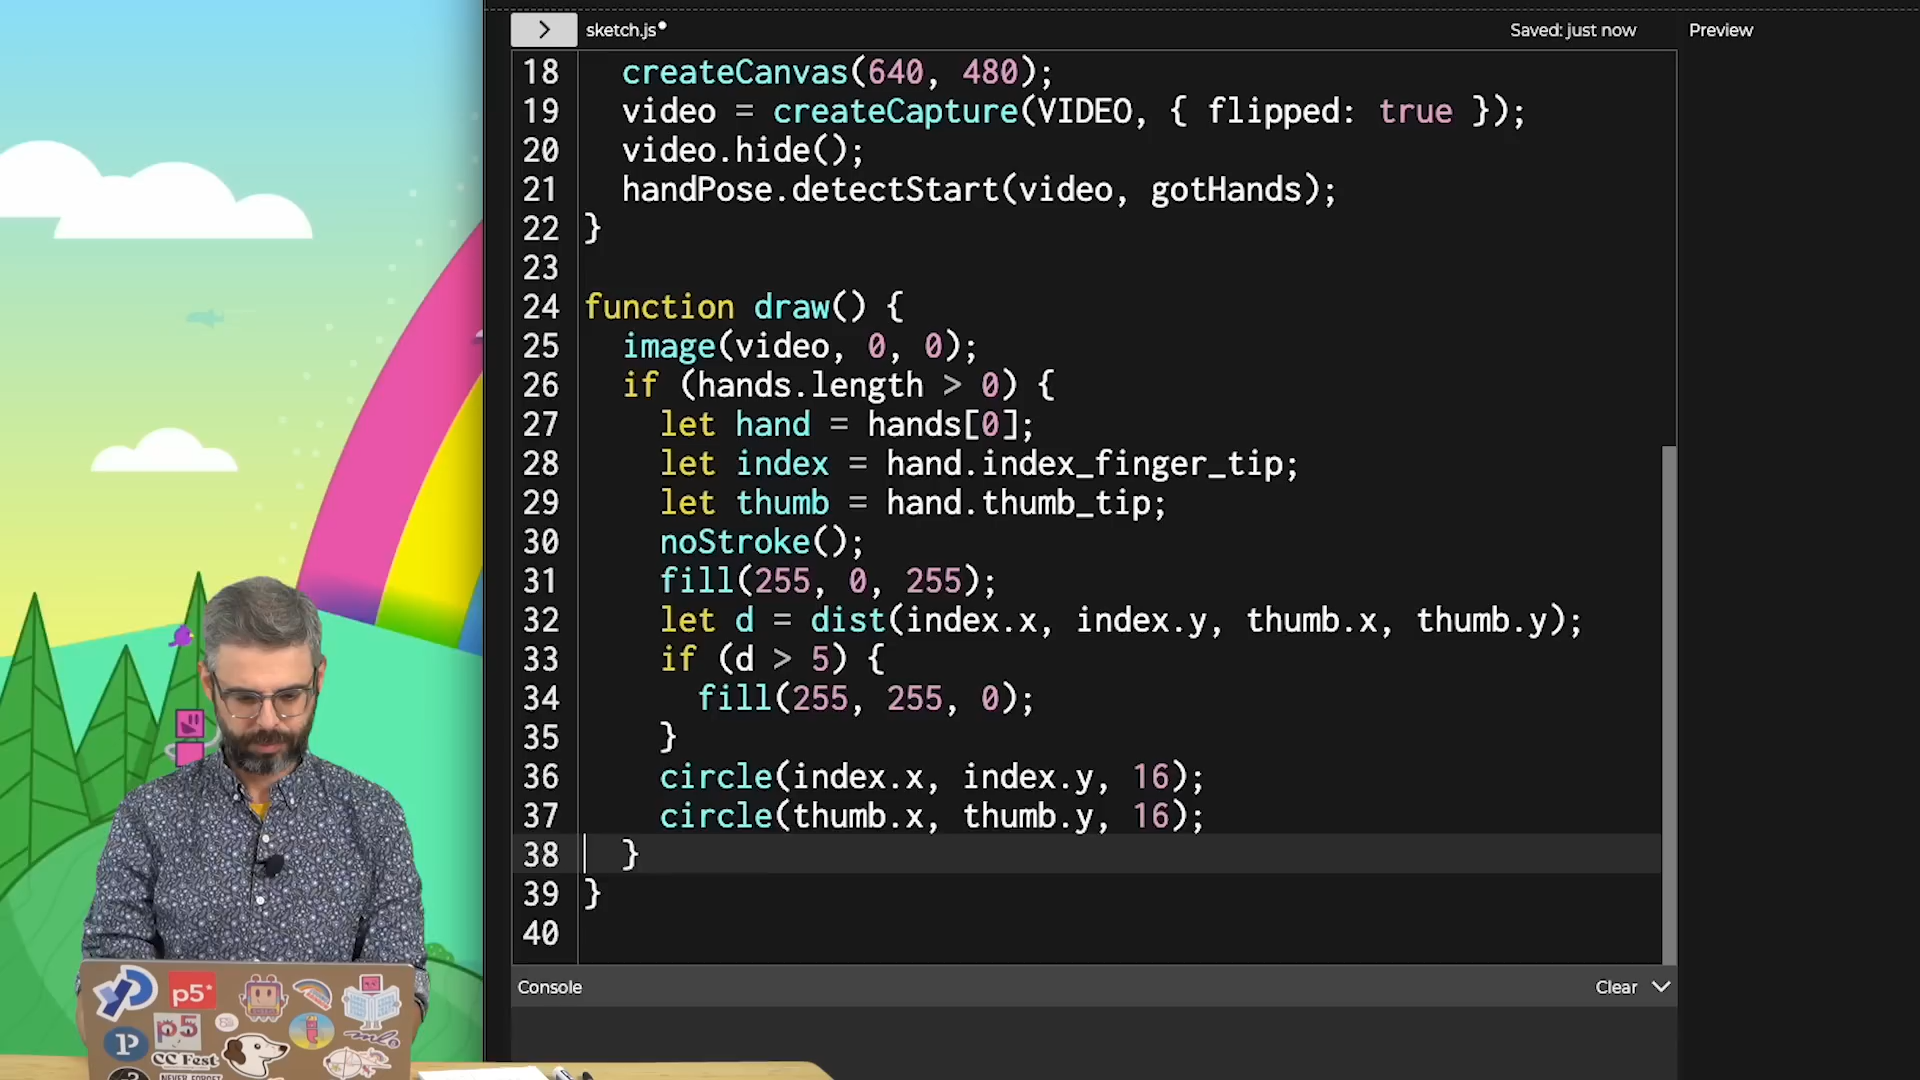 sketch.js
Saved: just now
Preview
18 createCanvas(640, 480);
19 video = createCapture(VIDEO, { flipped: true });
20 video.hide();
21 handPose.detectStart(video, gotHands);
22 }
23
24 function draw() {
25 image(video, 0, 0);
26 if (hands.length > 0) {
27 let hand = hands[0];
28 let index = hand.index_finger_tip;
29 let thumb = hand.thumb_tip;
30 noStroke();
31 fill(255, 0, 255);
32 let d = dist(index.x, index.y, thumb.x, thumb.y);
33 if (d > 5) {
34 fill(255, 255, 0);
35 }
36 circle(index.x, index.y, 16);
37 circle(thumb.x, thumb.y, 16);
38 }
39 }
40
Console
Clear
p5*
p5
P
CC Fest
NEVER FORGET